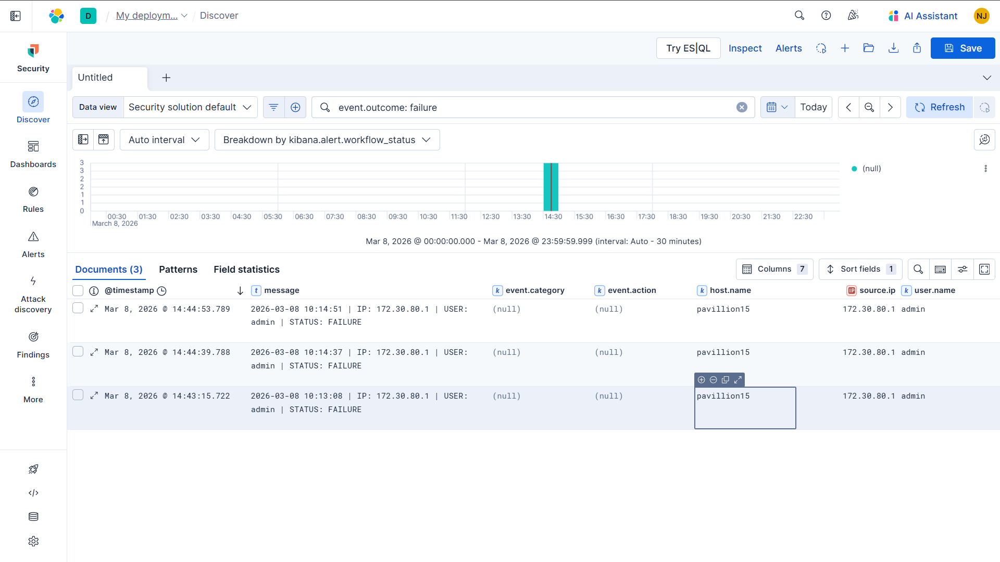 D / My deploym... / Discover
AI Assistant NJ
Security
Try ES|QL Inspect Alerts Save
Untitled
Data view Security solution default event.outcome: failure Today Refresh
Discover
Auto interval Breakdown by kibana.alert.workflow_status
Dashboards
3
3
2
2
1
1
0
(null)
00:30 01:30 02:30 03:30 04:30 05:30 06:30 07:30 08:30 09:30 10:30 11:30 12:30 13:30 14:30 15:30 16:30 17:30 18:30 19:30 20:30 21:30 22:30
March 8, 2026
Rules
Mar 8, 2026 @ 00:00:00.000 - Mar 8, 2026 @ 23:59:59.999 (interval: Auto - 30 minutes)
Alerts
Documents (3) Patterns Field statistics Columns 7 Sort fields 1
@timestamp t message k event.category k event.action k host.name IP source.ip k user.name
Attack
discovery
Mar 8, 2026 @ 14:44:53.789 2026-03-08 10:14:51 | IP: 172.30.80.1 | USER: (null) (null) pavillion15 172.30.80.1 admin
admin | STATUS: FAILURE
Findings
Mar 8, 2026 @ 14:44:39.788 2026-03-08 10:14:37 | IP: 172.30.80.1 | USER: (null) (null) pavillion15 172.30.80.1 admin
admin | STATUS: FAILURE
More
Mar 8, 2026 @ 14:43:15.722 2026-03-08 10:13:08 | IP: 172.30.80.1 | USER: (null) (null) pavillion15 172.30.80.1 admin
admin | STATUS: FAILURE